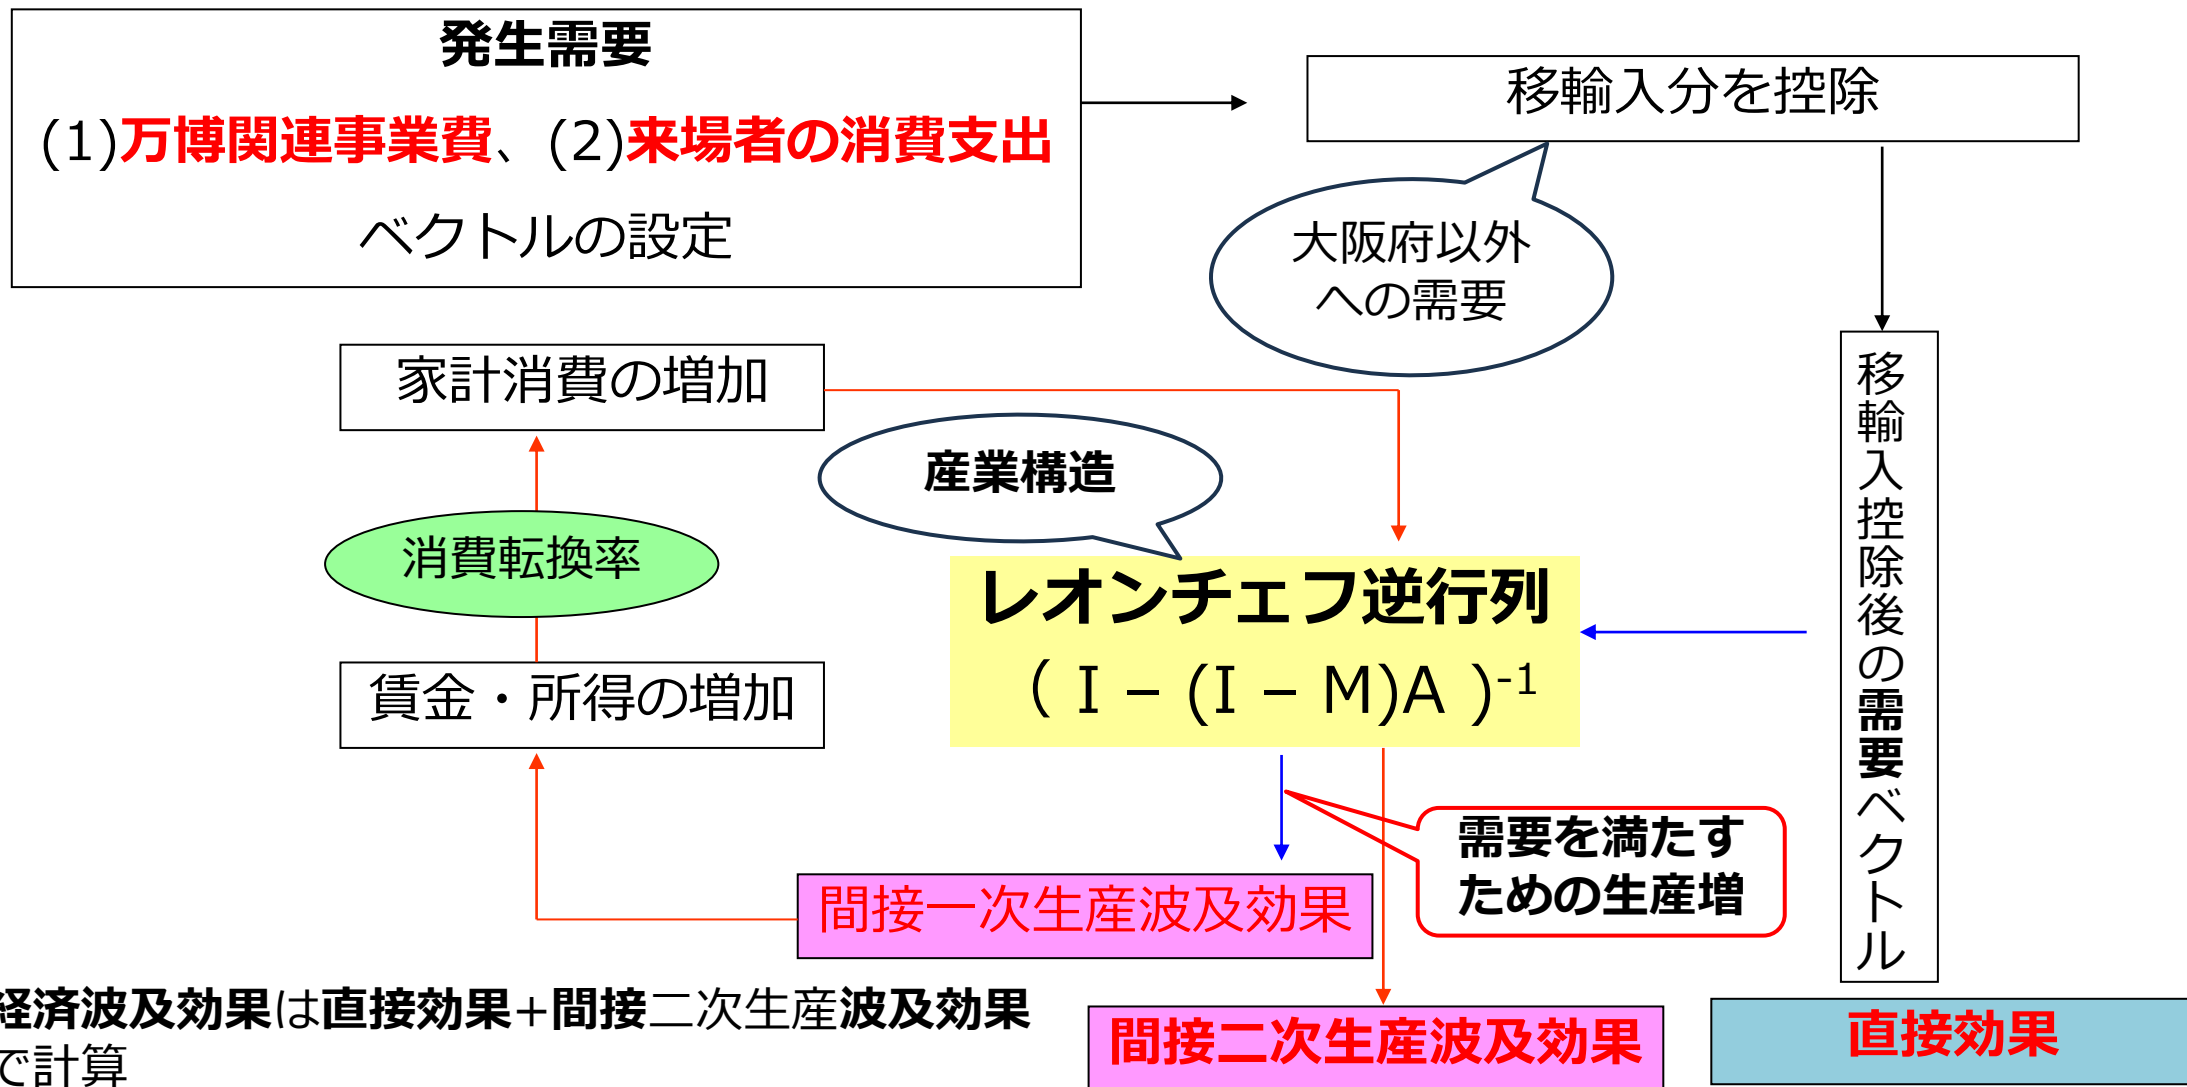 発生需要
(1)万博関連事業費、(2)来場者の消費支出
ベクトルの設定
移輸入分を控除
大阪府以外
への需要
家計消費の増加
産業構造
消費転換率
レオンチェフ逆行列
( I – (I – M)A )-1
賃金・所得の増加
移輸入控除後の需要ベクトル
需要を満たす
ための生産増
間接一次生産波及効果
経済波及効果は直接効果+間接二次生産波及効果
で計算
間接二次生産波及効果
直接効果